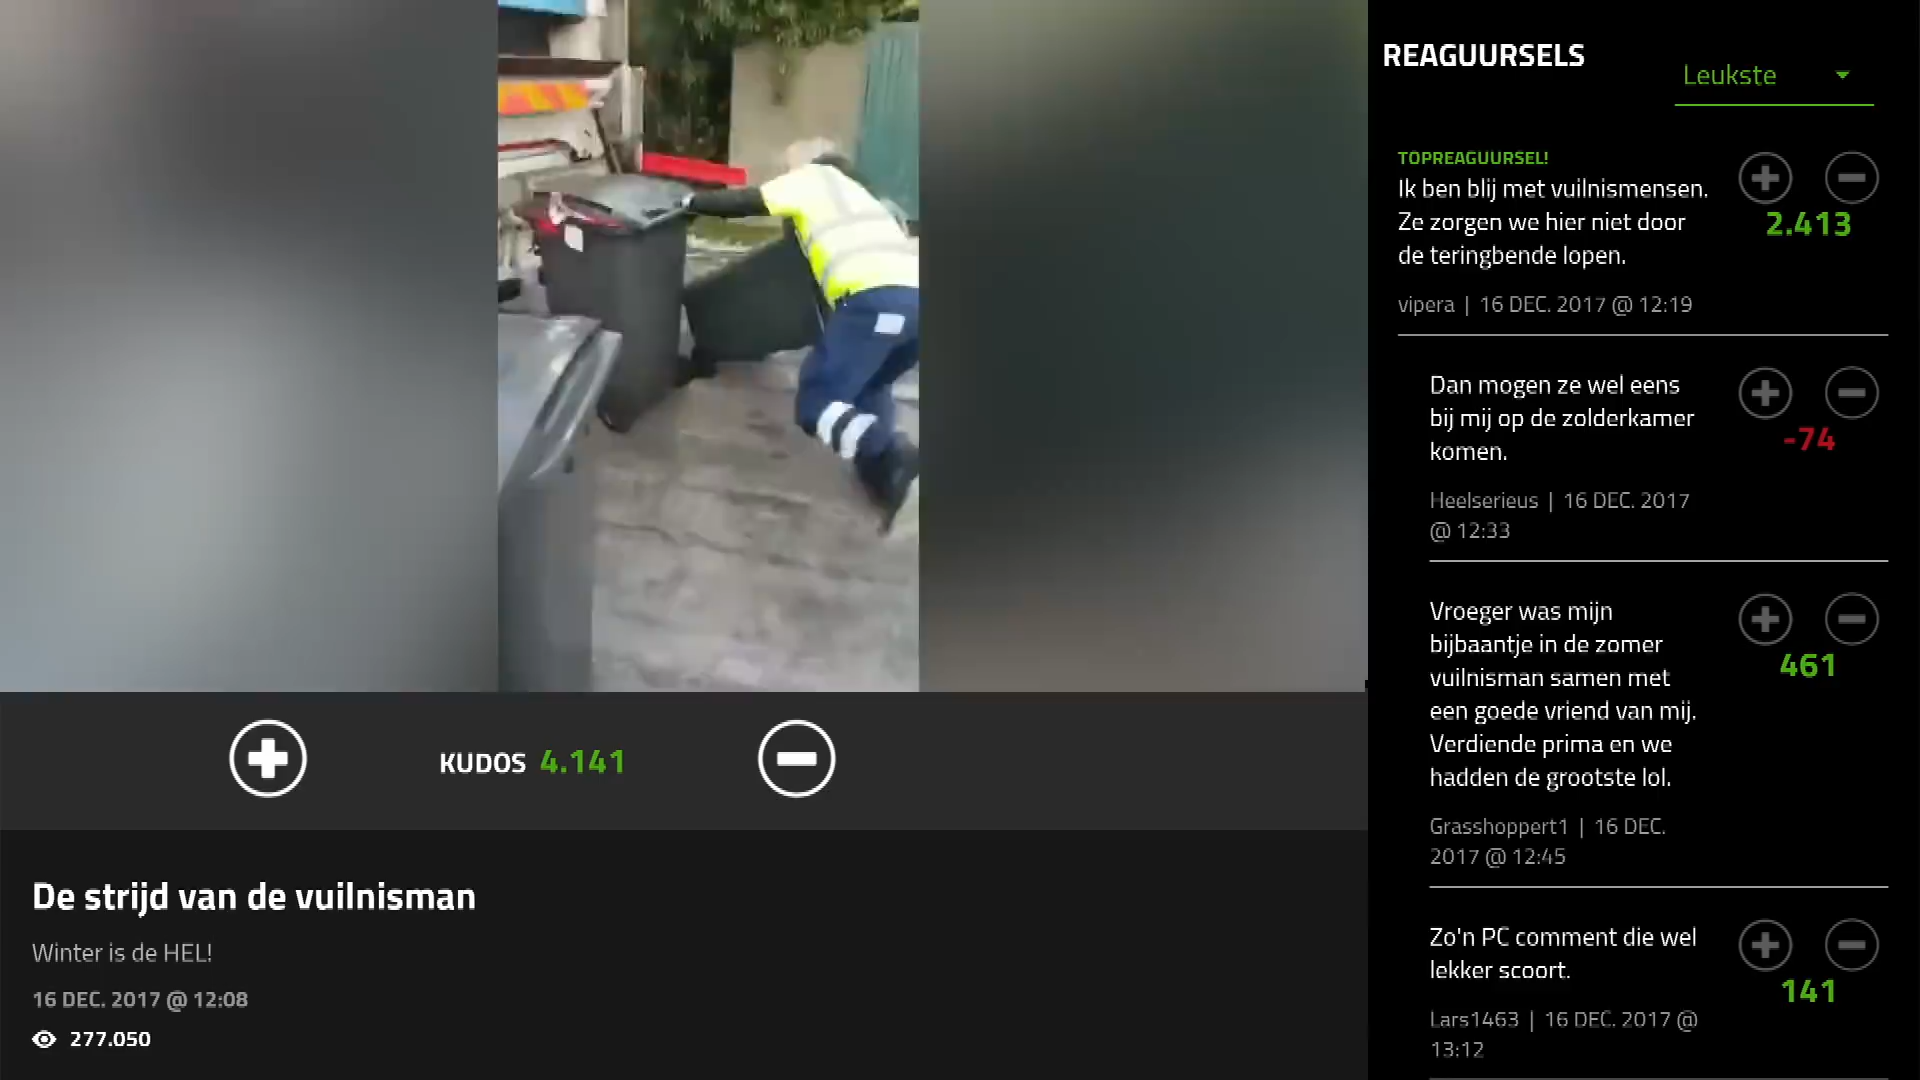 REAGUURSELS
Leukste
TOPREAGUURSEL!
Ik ben blij met vuilnismensen.
Ze zorgen we hier niet door
de teringbende lopen.
2.413
vipera | 16 DEC. 2017 @ 12:19
Dan mogen ze wel eens
bij mij op de zolderkamer
komen.
-74
Heelserieus | 16 DEC. 2017
@ 12:33
Vroeger was mijn
bijbaantje in de zomer
vuilnisman samen met
een goede vriend van mij.
Verdiende prima en we
hadden de grootste lol.
461
Grasshoppert1 | 16 DEC.
2017 @ 12:45
Zo'n PC comment die wel
lekker scoort.
141
Lars1463 | 16 DEC. 2017 @
13:12
KUDOS 4.141
De strijd van de vuilnisman
Winter is de HEL!
16 DEC. 2017 @ 12:08
277.050